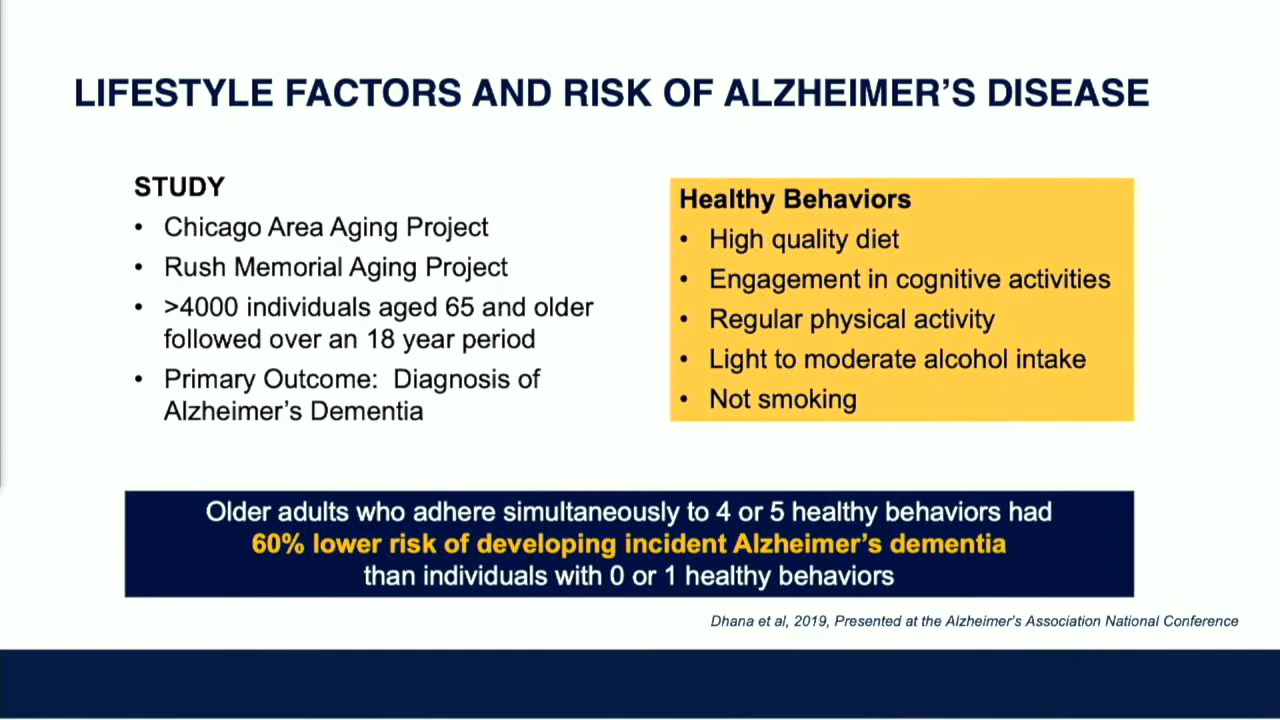 LIFESTYLE FACTORS AND RISK OF ALZHEIMER'S DISEASE
STUDY
• Chicago Area Aging Project
• Rush Memorial Aging Project
• >4000 individuals aged 65 and older
followed over an 18 year period
• Primary Outcome: Diagnosis of
Alzheimer's Dementia
Healthy Behaviors
• High quality diet
• Engagement in cognitive activities
• Regular physical activity
• Light to moderate alcohol intake
• Not smoking
Older adults who adhere simultaneously to 4 or 5 healthy behaviors had
60% lower risk of developing incident Alzheimer's dementia
than individuals with 0 or 1 healthy behaviors
Dhana et al, 2019, Presented at the Alzheimer's Association National Conference